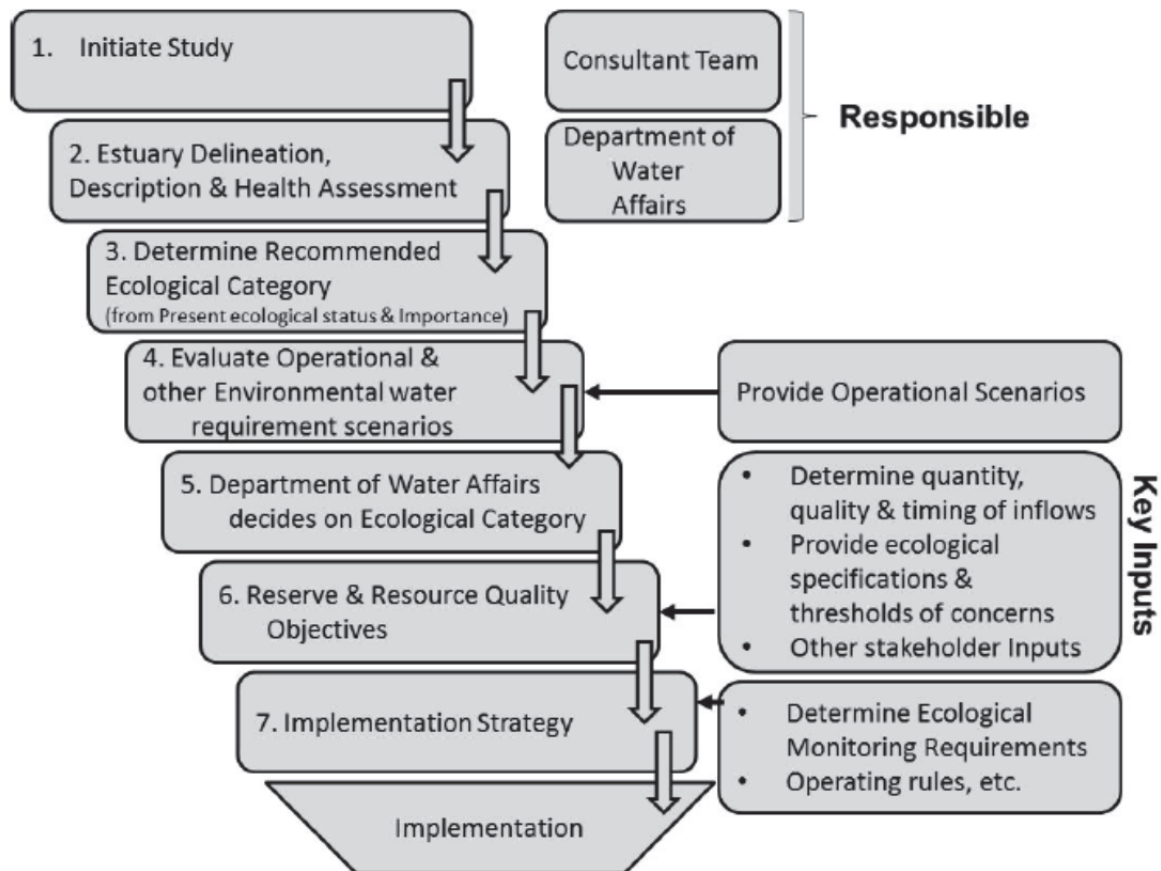 1. Initiate Study
Consultant Team
Responsible
Department of
Water
Affairs
2. Estuary Delineation,
Description & Health Assessment
3. Determine Recommended
Ecological Category
(from Present ecological status & Importance)
4. Evaluate Operational &
other Environmental water
requirement scenarios
Provide Operational Scenarios
5. Department of Water Affairs
decides on Ecological Category
• Determine quantity,
quality & timing of inflows
• Provide ecological
specifications &
thresholds of concerns
• Other stakeholder Inputs
Key Inputs
6. Reserve & Resource Quality
Objectives
7. Implementation Strategy
• Determine Ecological
Monitoring Requirements
• Operating rules, etc.
Implementation